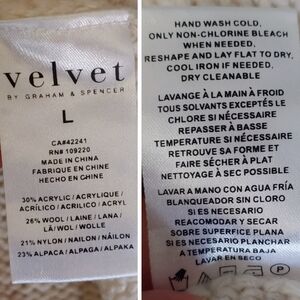 velvet
BY GRAHAM & SPENCER
L
CA#42241
RN# 109220
MADE IN CHINA
FABRIQUE EN CHINE
HECHO EN CHINE
30% ACRYLIC / ACRYLIQUE /
ACRÍLICO / ACRILICO / ACRYL
26% WOOL / LAINE / LANA /
LÃ / WOL / WOLLE
21% NYLON / NAILON / NÁILON
23% ALPACA / ALPAGA / ALPAKA
HAND WASH COLD,
ONLY NON-CHLORINE BLEACH
WHEN NEEDED,
RESHAPE AND LAY FLAT TO DRY,
COOL IRON IF NEEDED,
DRY CLEANABLE
LAVANGE À LA MAIN À FROID
TOUS SOLVANTS EXCEPTÉS LE
CHLORE SI NÉCESSAIRE
REPASSER À BASSE
TEMPERATURE SI NÉCESSAIRE
RETROUVE SA FORME ET
FAIRE SÉCHER À PLAT
NETTOYAGE À SEC POSSIBLE
LAVAR A MANO CON AGUA FRÍA
BLANQUEADOR SIN CLORO
SI ES NECESARIO
REACOMODAR Y SECAR
SOBRE SUPERFICE PLANA
SI ES NECESARIO PLANCHAR
A TEMPERATURA BAJA
LAVAR EN SECO
P